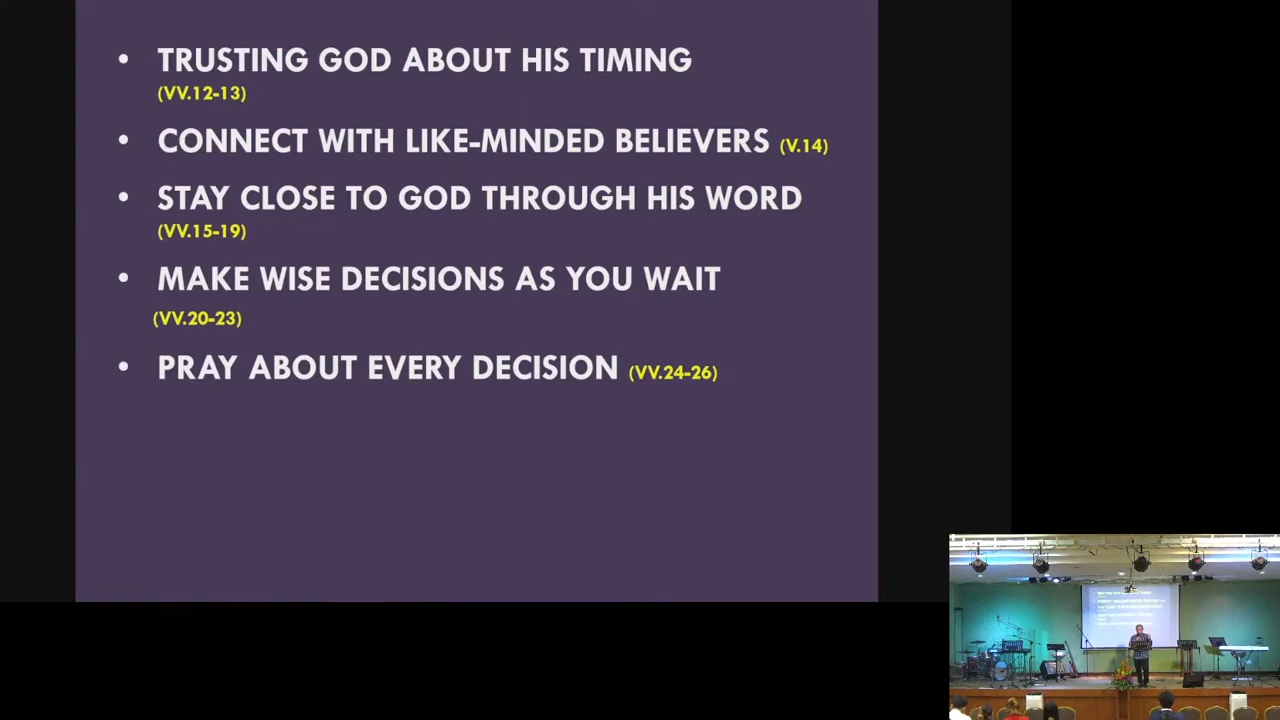 • TRUSTING GOD ABOUT HIS TIMING
(VV.12-13)
• CONNECT WITH LIKE-MINDED BELIEVERS (V.14)
• STAY CLOSE TO GOD THROUGH HIS WORD
(VV.15-19)
• MAKE WISE DECISIONS AS YOU WAIT
(VV.20-23)
• PRAY ABOUT EVERY DECISION (VV.24-26)